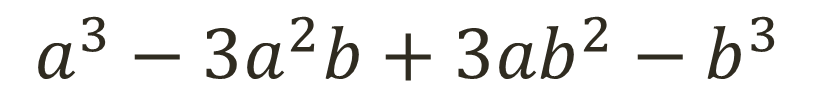 a³ − 3a²b + 3ab² − b³